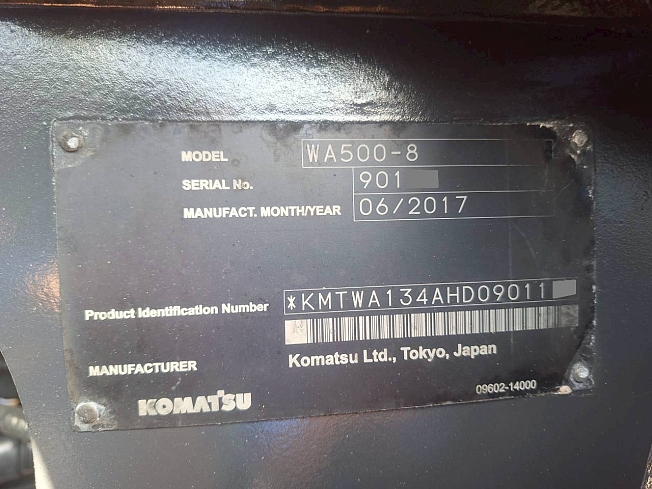 MODEL WA500-8
SERIAL No. 901
MANUFACT. MONTH/YEAR 06/2017
Product Identification Number *KMTWA134AHD09011
MANUFACTURER Komatsu Ltd., Tokyo, Japan
KOMATSU 09602-14000